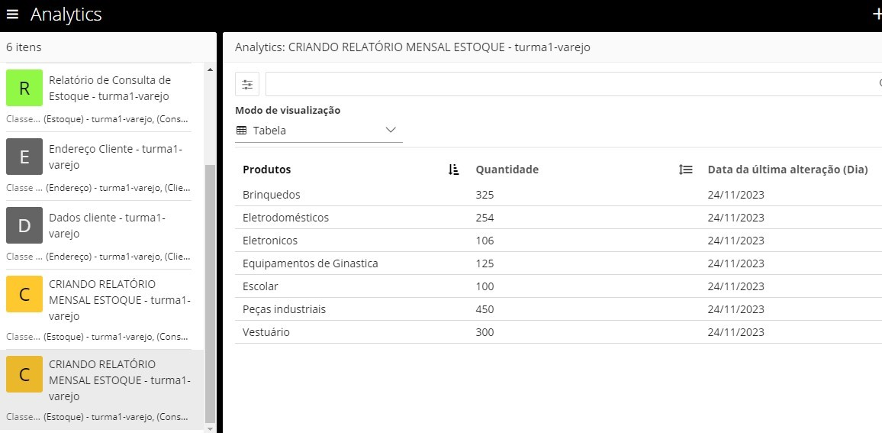 Analytics
6 itens
R
Relatório de Consulta de
Estoque - turma1-varejo
Classe... (Estoque) - turma1-varejo, (Cons...
E
Endereço Cliente - turma1-
varejo
Classe ... (Endereço) - turma1-varejo, (Clie...
D
Dados cliente - turma1-
varejo
Classe ... (Endereço) - turma1-varejo, (Clie...
C
CRIANDO RELATÓRIO
MENSAL ESTOQUE - turma1-
varejo
Classe... (Estoque) - turma1-varejo, (Cons...
C
CRIANDO RELATÓRIO
MENSAL ESTOQUE - turma1-
varejo
Classe... (Estoque) - turma1-varejo, (Cons...
Analytics: CRIANDO RELATÓRIO MENSAL ESTOQUE - turma1-varejo
Modo de visualização
Tabela
Produtos Quantidade Data da última alteração (Dia)
Brinquedos 325 24/11/2023
Eletrodomésticos 254 24/11/2023
Eletronicos 106 24/11/2023
Equipamentos de Ginastica 125 24/11/2023
Escolar 100 24/11/2023
Peças industriais 450 24/11/2023
Vestuário 300 24/11/2023